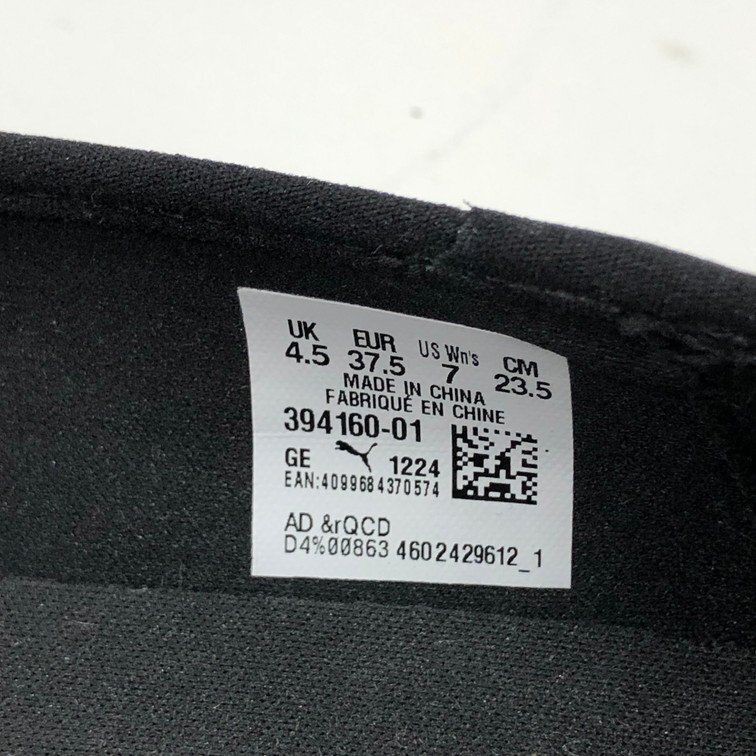 UK EUR US Wn's CM
4.5 37.5 7 23.5
MADE IN CHINA
FABRIQUÉ EN CHINE
394160-01
GE 1224
EAN:4099684370574
AD &rQCD
D4%00863 4602429612_1